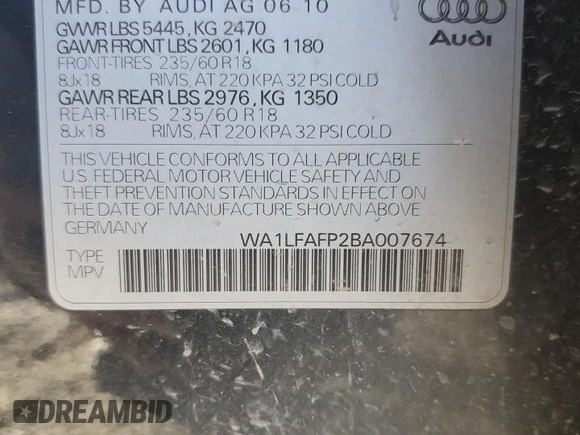 MFD. BY AUDI AG 06 10
GVWR LBS 5445, KG 2470
GAWR FRONT LBS 2601, KG 1180
FRONT-TIRES 235/60 R18
8Jx18 RIMS, AT 220 KPA 32 PSI COLD
GAWR REAR LBS 2976, KG 1350
REAR-TIRES 235/60 R18
8Jx18 RIMS, AT 220 KPA 32 PSI COLD
Audi
THIS VEHICLE CONFORMS TO ALL APPLICABLE
U.S. FEDERAL MOTOR VEHICLE SAFETY AND
THEFT PREVENTION STANDARDS IN EFFECT ON
THE DATE OF MANUFACTURE SHOWN ABOVE
GERMANY
WA1LFAFP2BA007674
TYPE
MPV
DREAMBID